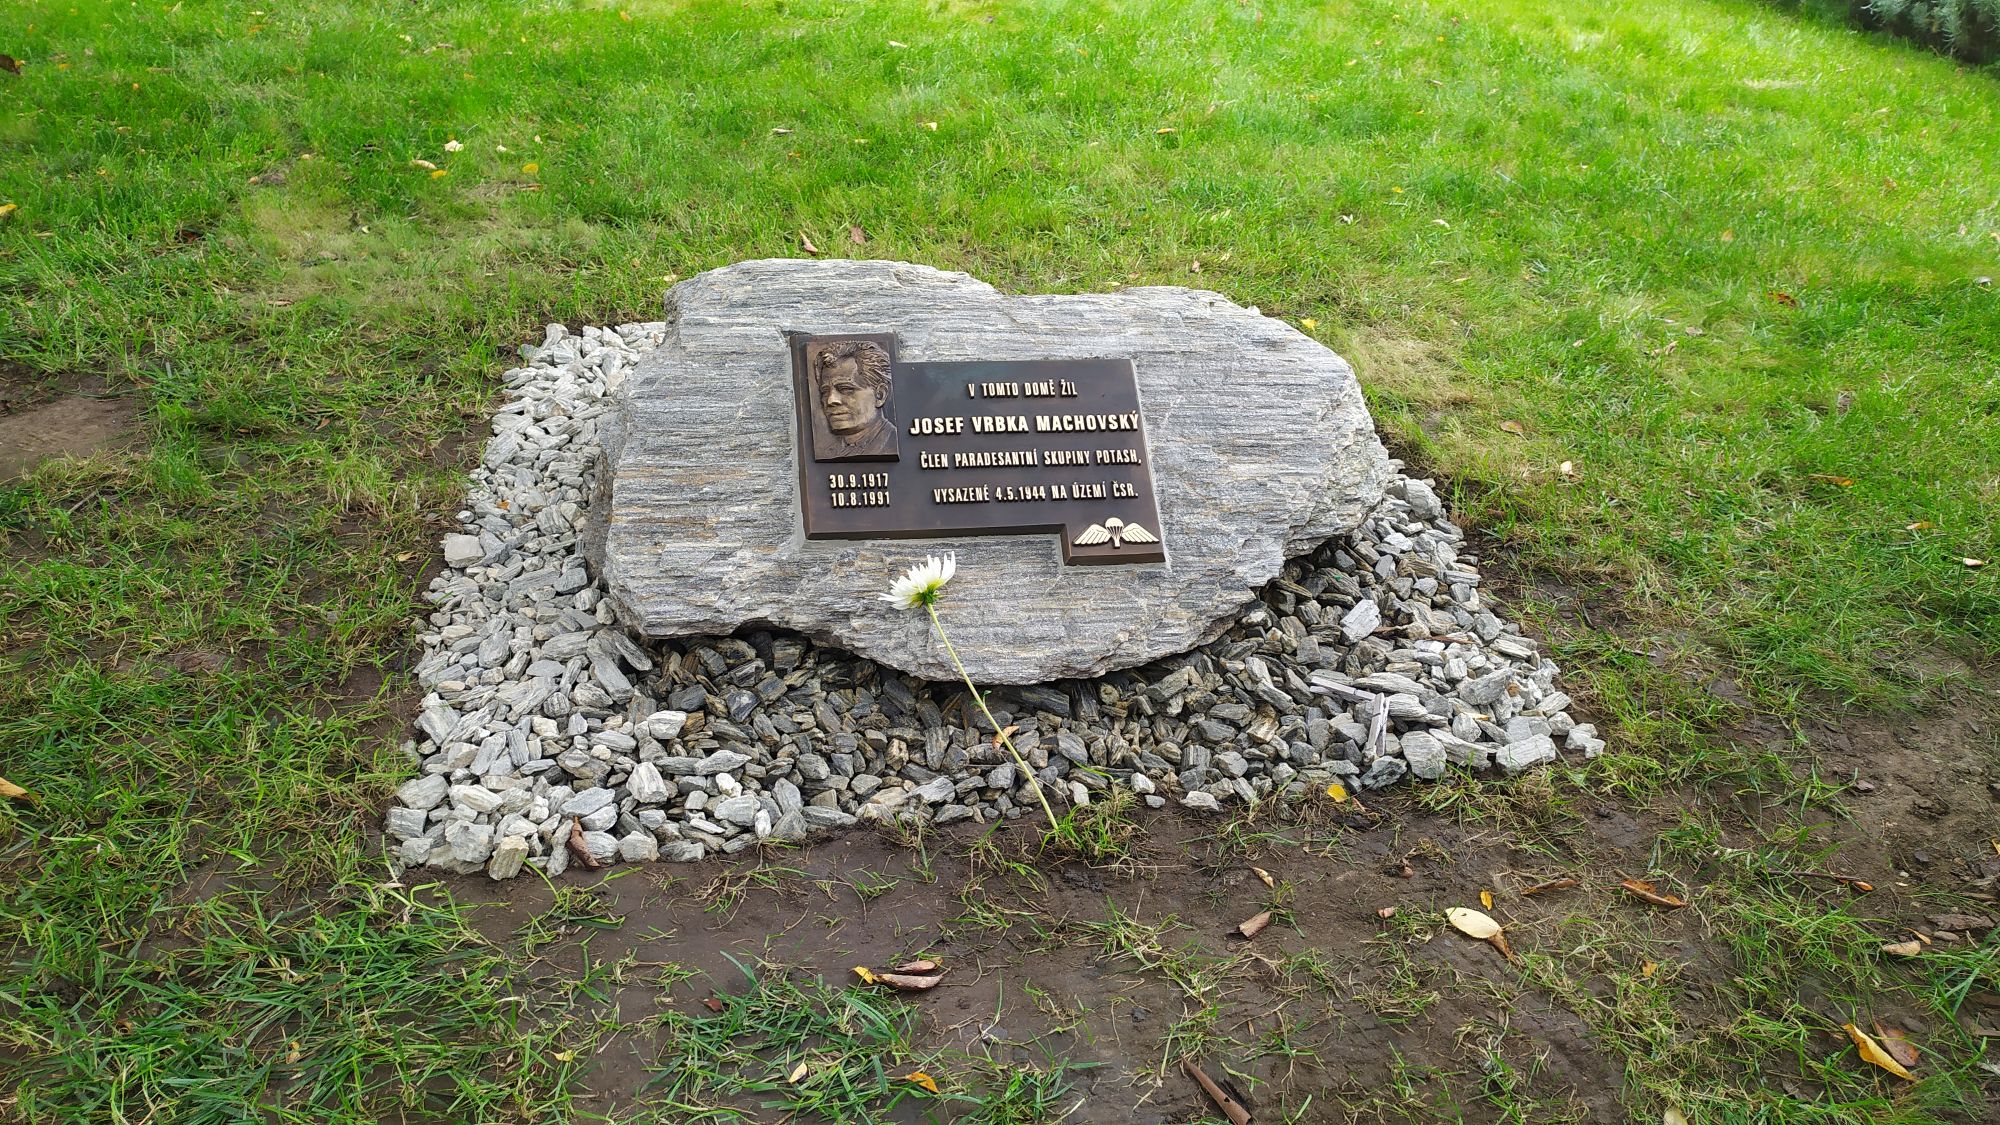 V TOMTO DOMĚ ŽIL
JOSEF VRBKA MACHOVSKÝ
ČLEN PARADESANTNÍ SKUPINY POTASH,
VYSAZENÉ 4.5.1944 NA ÚZEMÍ ČSR.
30.9.1917
10.8.1991